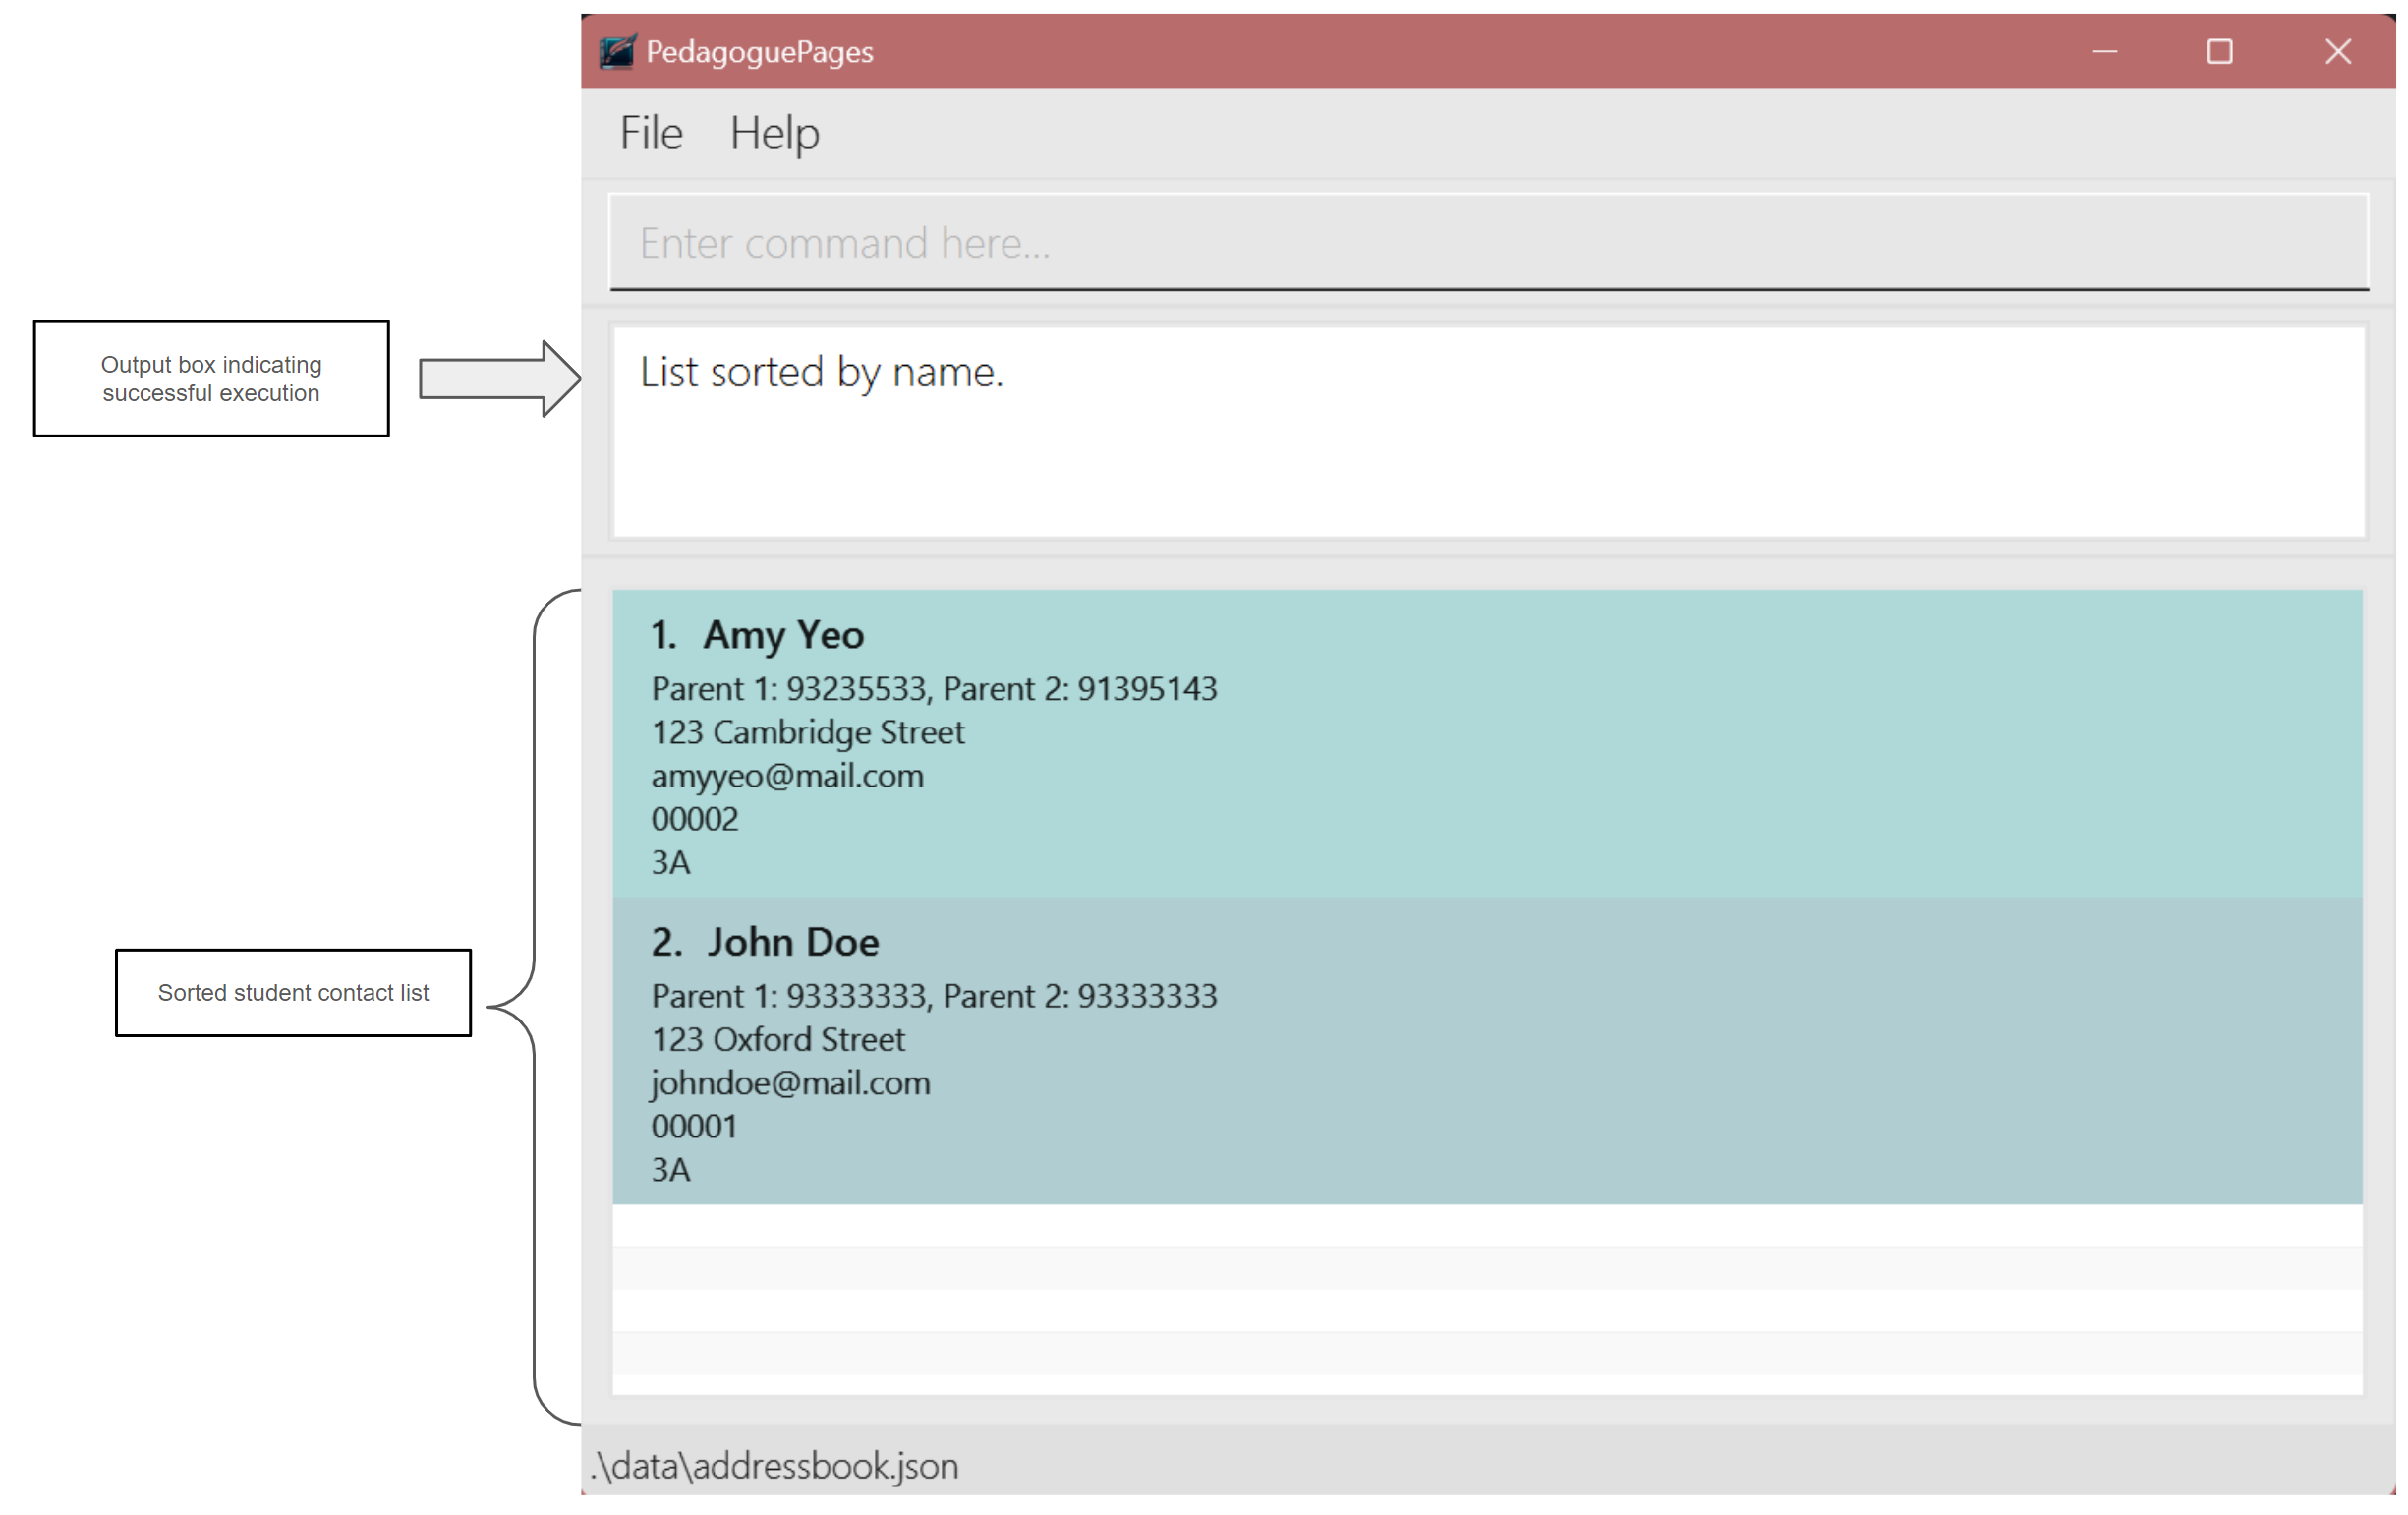 PedagoguePages
File Help
Enter command here...
Output box indicating
successful execution
List sorted by name.
1. Amy Yeo
Parent 1: 93235533, Parent 2: 91395143
123 Cambridge Street
amyyeo@mail.com
00002
3A
Sorted student contact list
2. John Doe
Parent 1: 93333333, Parent 2: 93333333
123 Oxford Street
johndoe@mail.com
00001
3A
.\data\addressbook.json